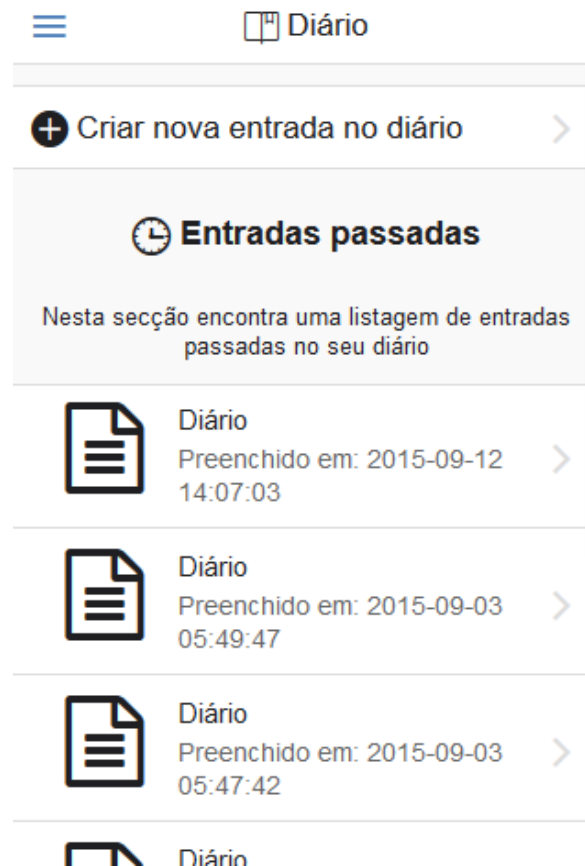 Diário
Criar nova entrada no diário
Entradas passadas
Nesta secção encontra uma listagem de entradas
passadas no seu diário
Diário
Preenchido em: 2015-09-12
14:07:03
Diário
Preenchido em: 2015-09-03
05:49:47
Diário
Preenchido em: 2015-09-03
05:47:42
Diário